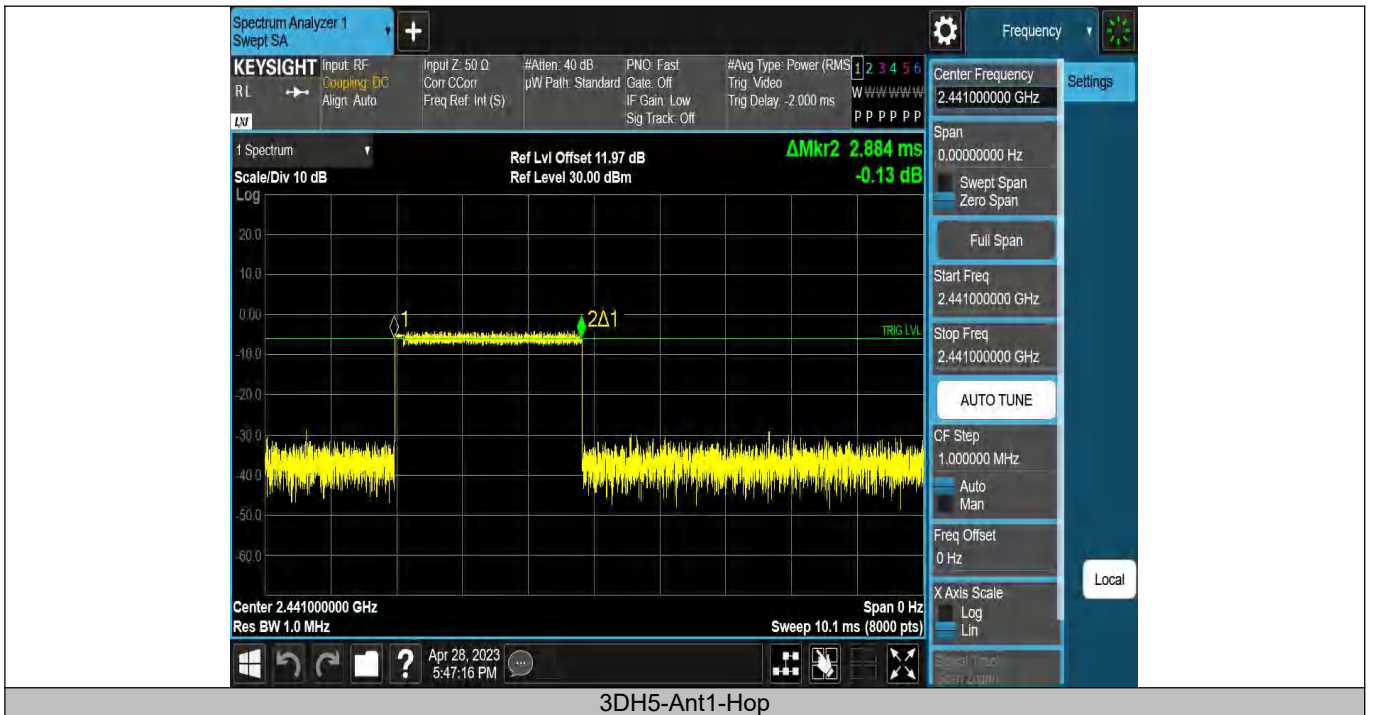 Spectrum Analyzer 1
Swept SA
Frequency
KEYSIGHT
RL
LXI
Input: RF
Coupling: DC
Align: Auto
Input Z: 50 Ω
Corr CCorr
Freq Ref: Int (S)
#Atten: 40 dB
µW Path: Standard
PNO: Fast
Gate: Off
IF Gain: Low
Sig Track: Off
#Avg Type: Power (RMS
Trig: Video
Trig Delay: -2.000 ms
1 2 3 4 5 6
W W W W W W
P P P P P P
1 Spectrum
Scale/Div 10 dB
Log
Ref Lvl Offset 11.97 dB
Ref Level 30.00 dBm
ΔMkr2 2.884 ms
-0.13 dB
20.0
10.0
0.00
-10.0
-20.0
-30.0
-40.0
-50.0
-60.0
1
2Δ1
TRIG LVL
Center 2.441000000 GHz
Res BW 1.0 MHz
Span 0 Hz
Sweep 10.1 ms (8000 pts)
Center Frequency
2.441000000 GHz
Settings
Span
0.00000000 Hz
Swept Span
Zero Span
Full Span
Start Freq
2.441000000 GHz
Stop Freq
2.441000000 GHz
AUTO TUNE
CF Step
1.000000 MHz
Auto
Man
Freq Offset
0 Hz
X Axis Scale
Log
Lin
Local
Signal Track
?
Apr 28, 2023
5:47:16 PM
3DH5-Ant1-Hop